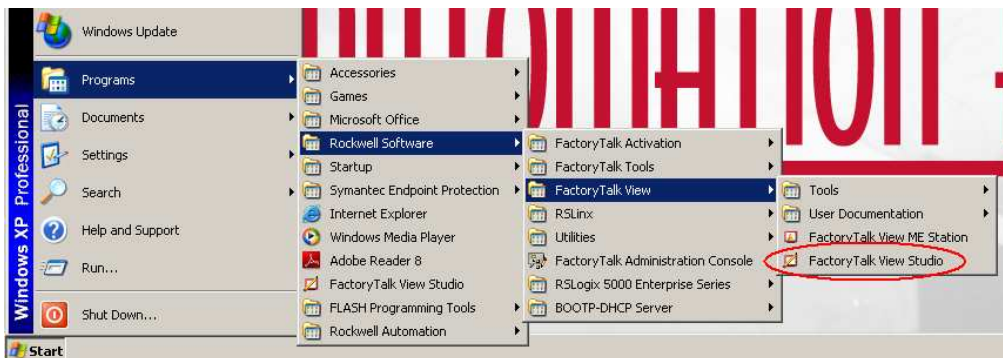 Windows XP Professional
Windows Update
Programs
Documents
Settings
Search
Help and Support
Run...
Shut Down...
Start
Accessories
Games
Microsoft Office
Rockwell Software
Startup
Symantec Endpoint Protection
Internet Explorer
Windows Media Player
Adobe Reader 8
FactoryTalk View Studio
FLASH Programming Tools
Rockwell Automation
FactoryTalk Activation
FactoryTalk Tools
FactoryTalk View
RSLinx
Utilities
FactoryTalk Administration Console
RSLogix 5000 Enterprise Series
BOOTP-DHCP Server
Tools
User Documentation
FactoryTalk View ME Station
FactoryTalk View Studio